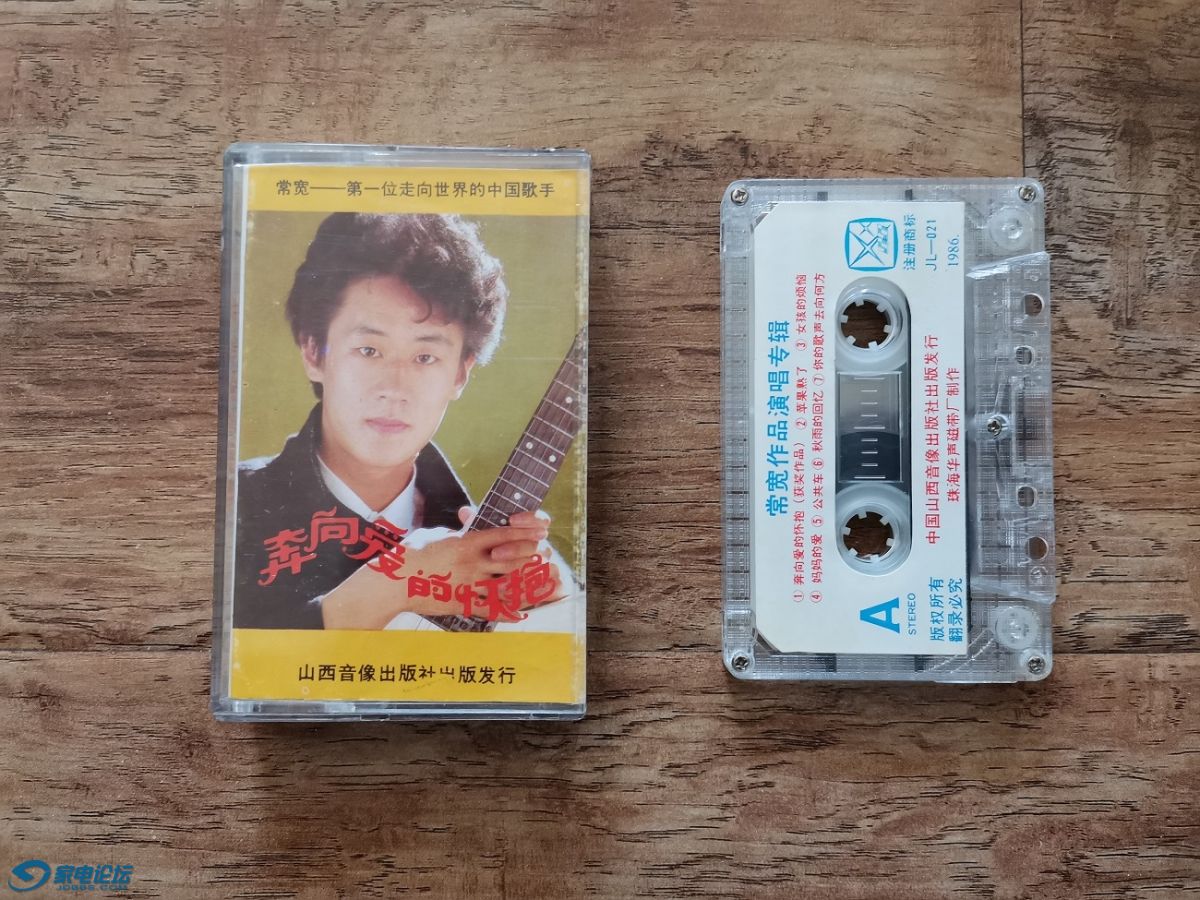 常宽——第一位走向世界的中国歌手
奔向爱的怀抱
山西音像出版社出版发行
常宽作品演唱专辑
① 奔向爱的怀抱（获奖作品） ② 苹果熟了 ③ 女孩的烦恼
④ 妈妈的爱 ⑤ 公共车 ⑥ 秋雨的回忆 ⑦ 你的歌声去向何方
A
STEREO
中国山西音像出版社出版发行
珠海华声磁带厂制作
版权所有
翻录必究
注册商标
JL—021
1986.
家电论坛
JDBBS.COM